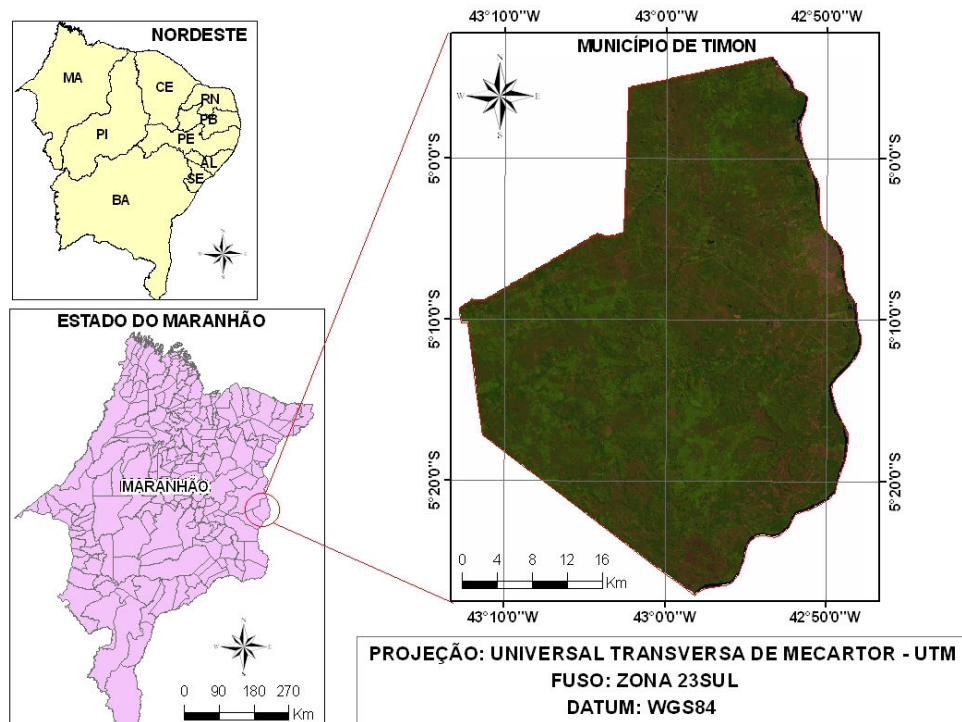 NORDESTE
MA
CE
RN
PB
PI
PE
AL
SE
BA
ESTADO DO MARANHÃO
MARANHÃO
N
W E
S
0 90 180 270
Km
43°10'0"W 43°0'0"W 42°50'0"W
MUNICÍPIO DE TIMON
N
W E
S
5°0'0"S 5°0'0"S
5°10'0"S 5°10'0"S
5°20'0"S 5°20'0"S
0 4 8 12 16
Km
43°10'0"W 43°0'0"W 42°50'0"W
PROJEÇÃO: UNIVERSAL TRANSVERSA DE MECARTOR - UTM
FUSO: ZONA 23SUL
DATUM: WGS84